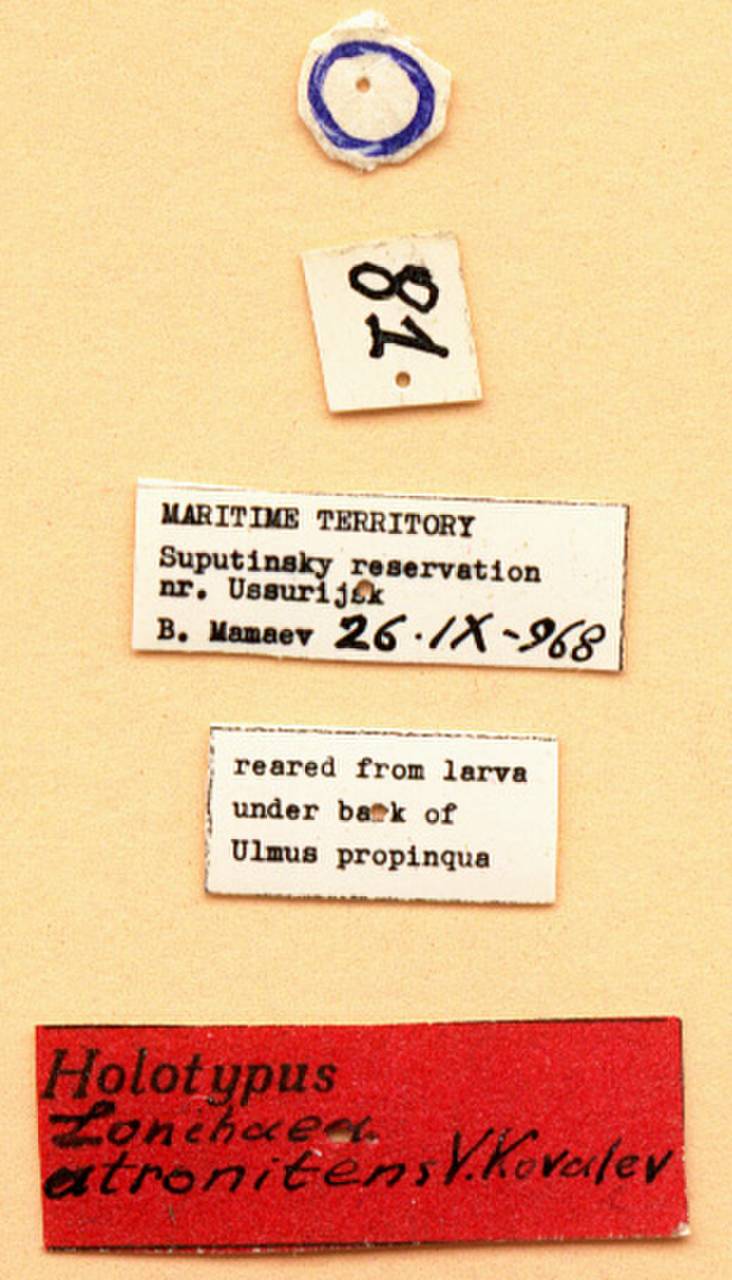 81
MARITIME TERRITORY
Suputinsky reservation
nr. Ussurijsk
B. Mamaev 26.IX-968
reared from larva
under bark of
Ulmus propinqua
Holotypus
Lonchaea
atronitens V. Kovalev